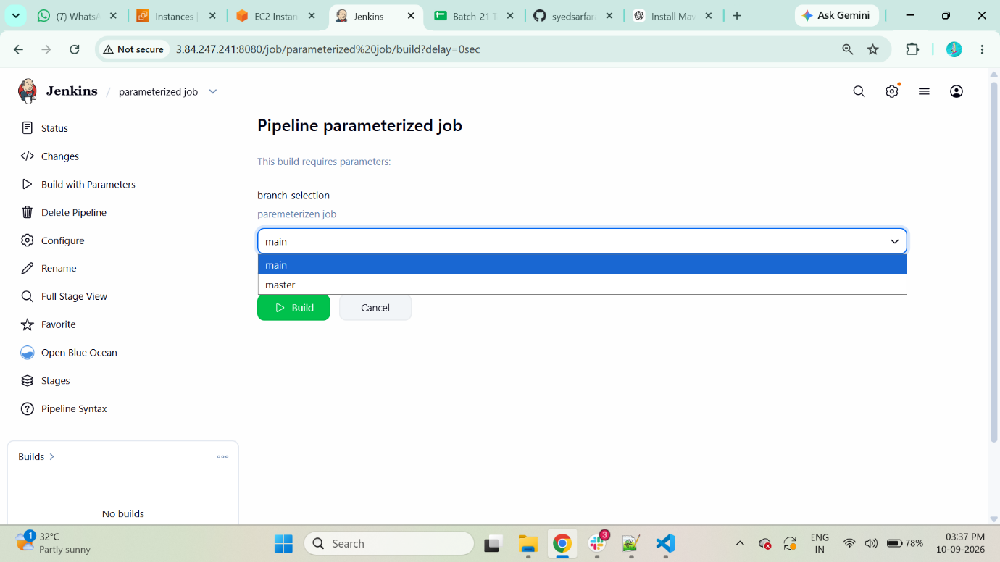 (7) WhatsA
Instances |
EC2 Instan
Jenkins
Batch-21 T
syedsarfara
Install Mav
Ask Gemini
Not secure
3.84.247.241:8080/job/parameterized%20job/build?delay=0sec
Jenkins / parameterized job
Status
Changes
Build with Parameters
Delete Pipeline
Configure
Rename
Full Stage View
Favorite
Open Blue Ocean
Stages
Pipeline Syntax
Builds
No builds
Pipeline parameterized job
This build requires parameters:
branch-selection
paremeterizen job
main
main
master
Build
Cancel
1
32°C
Partly sunny
Search
3
ENG
IN
78%
03:37 PM
10-09-2026